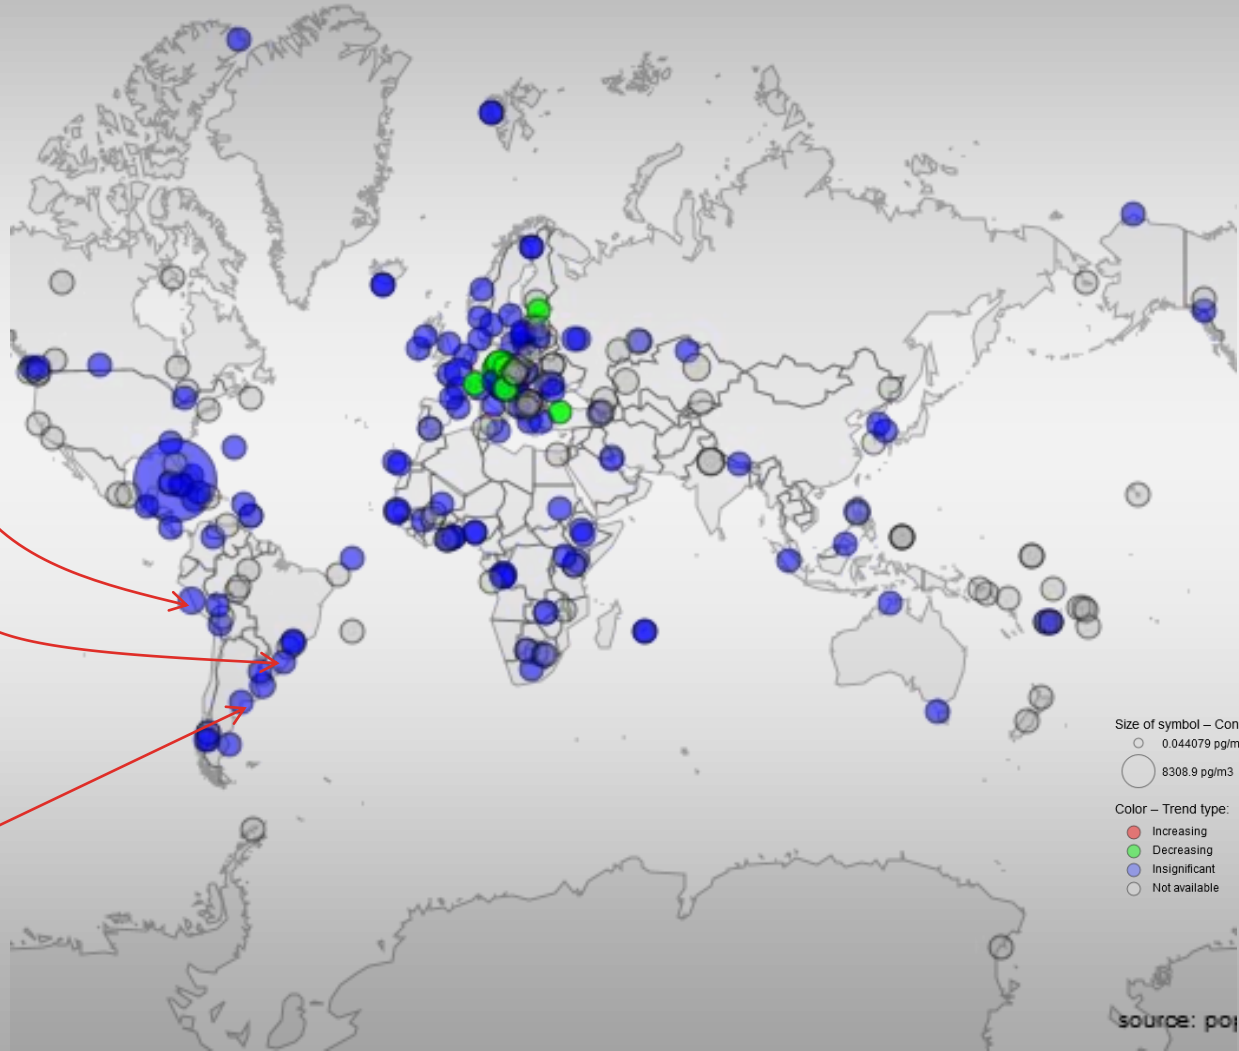 Size of symbol – Con
0.044079 pg/m
8308.9 pg/m3
Color – Trend type:
Increasing
Decreasing
Insignificant
Not available
source: pop